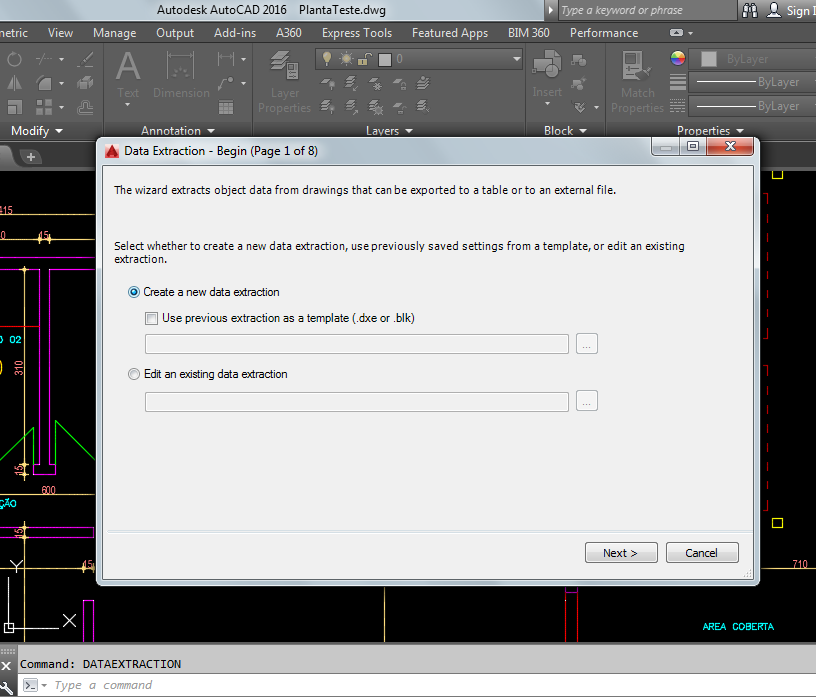 Autodesk AutoCAD 2016 PlantaTeste.dwg
Type a keyword or phrase
Sign I
metric View Manage Output Add-ins A360 Express Tools Featured Apps BIM 360 Performance
0
ByLayer
Text Dimension Layer Insert Match
Properties Properties
ByLayer
ByLayer
Modify Annotation Layers Block Properties
Data Extraction - Begin (Page 1 of 8)
The wizard extracts object data from drawings that can be exported to a table or to an external file.
Select whether to create a new data extraction, use previously saved settings from a template, or edit an existing
extraction.
Create a new data extraction
Use previous extraction as a template (.dxe or .blk)
...
Edit an existing data extraction
...
Next >
Cancel
415
0
15
O 02
310
15
600
ÇÃO
15
15
Y
X
710
AREA COBERTA
Command: DATAEXTRACTION
Type a command